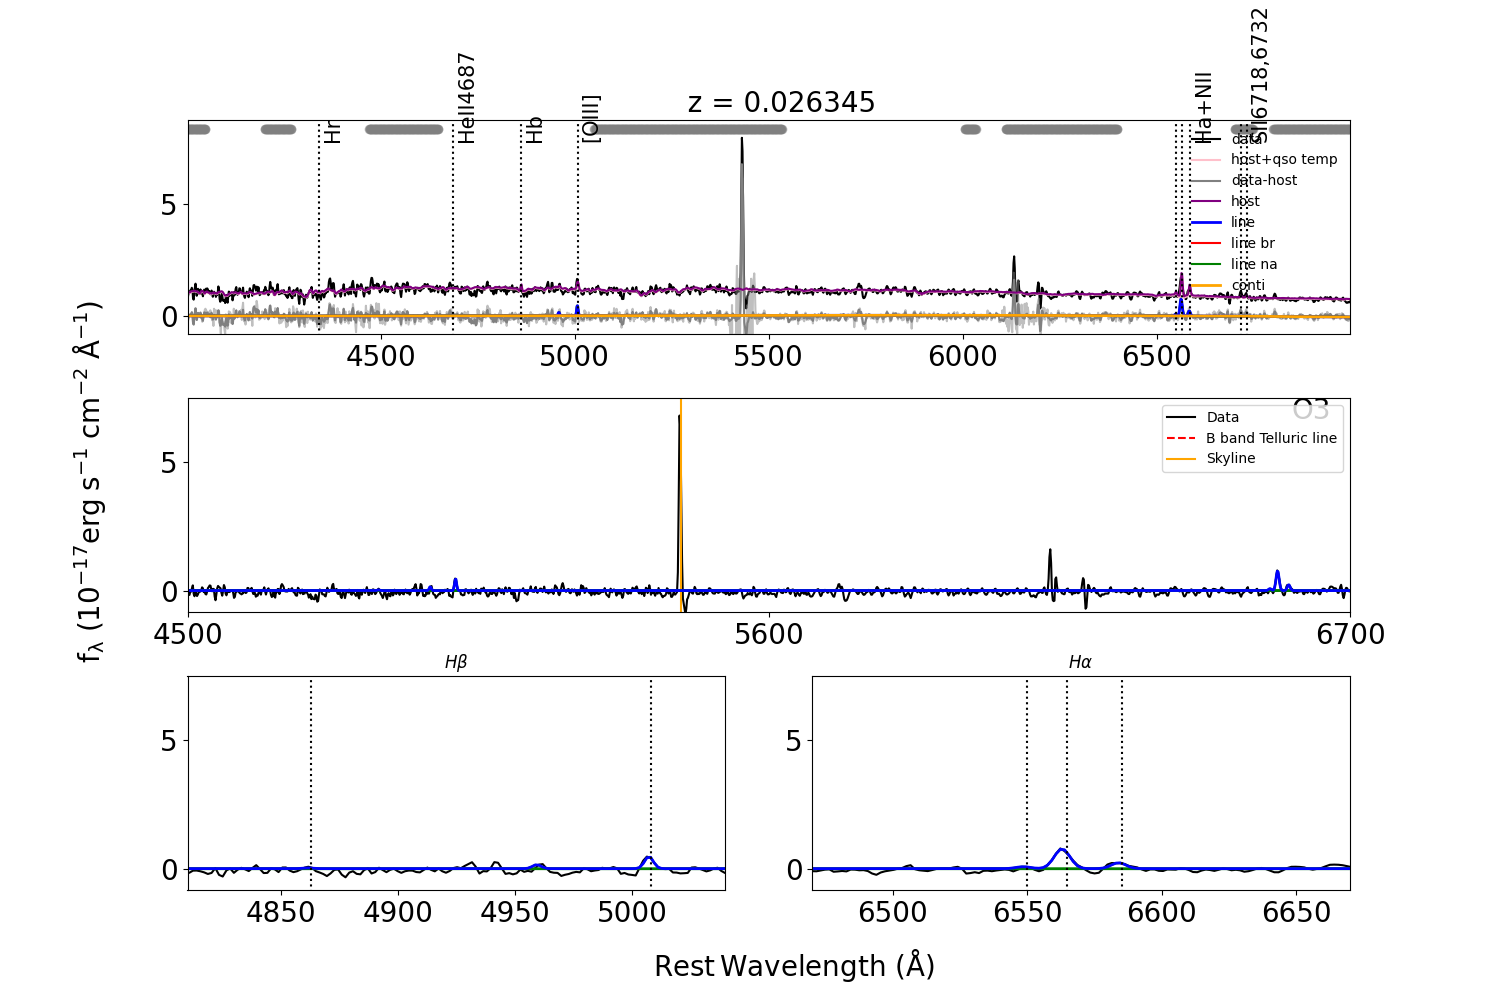 z = 0.026345
Hr
HeII4687
Hb
[OIII]
Ha+NII
SII6718,6732
data
host+qso temp
data-host
host
line
line br
line na
conti
5
0
4500 5000 5500 6000 6500
O3
Data
B band Telluric line
Skyline
5
0
4500 5600 6700
fλ (10⁻¹⁷erg s⁻¹ cm⁻² Å⁻¹)
Hβ
5
0
4850 4900 4950 5000
Hα
5
0
6500 6550 6600 6650
Rest Wavelength (Å)